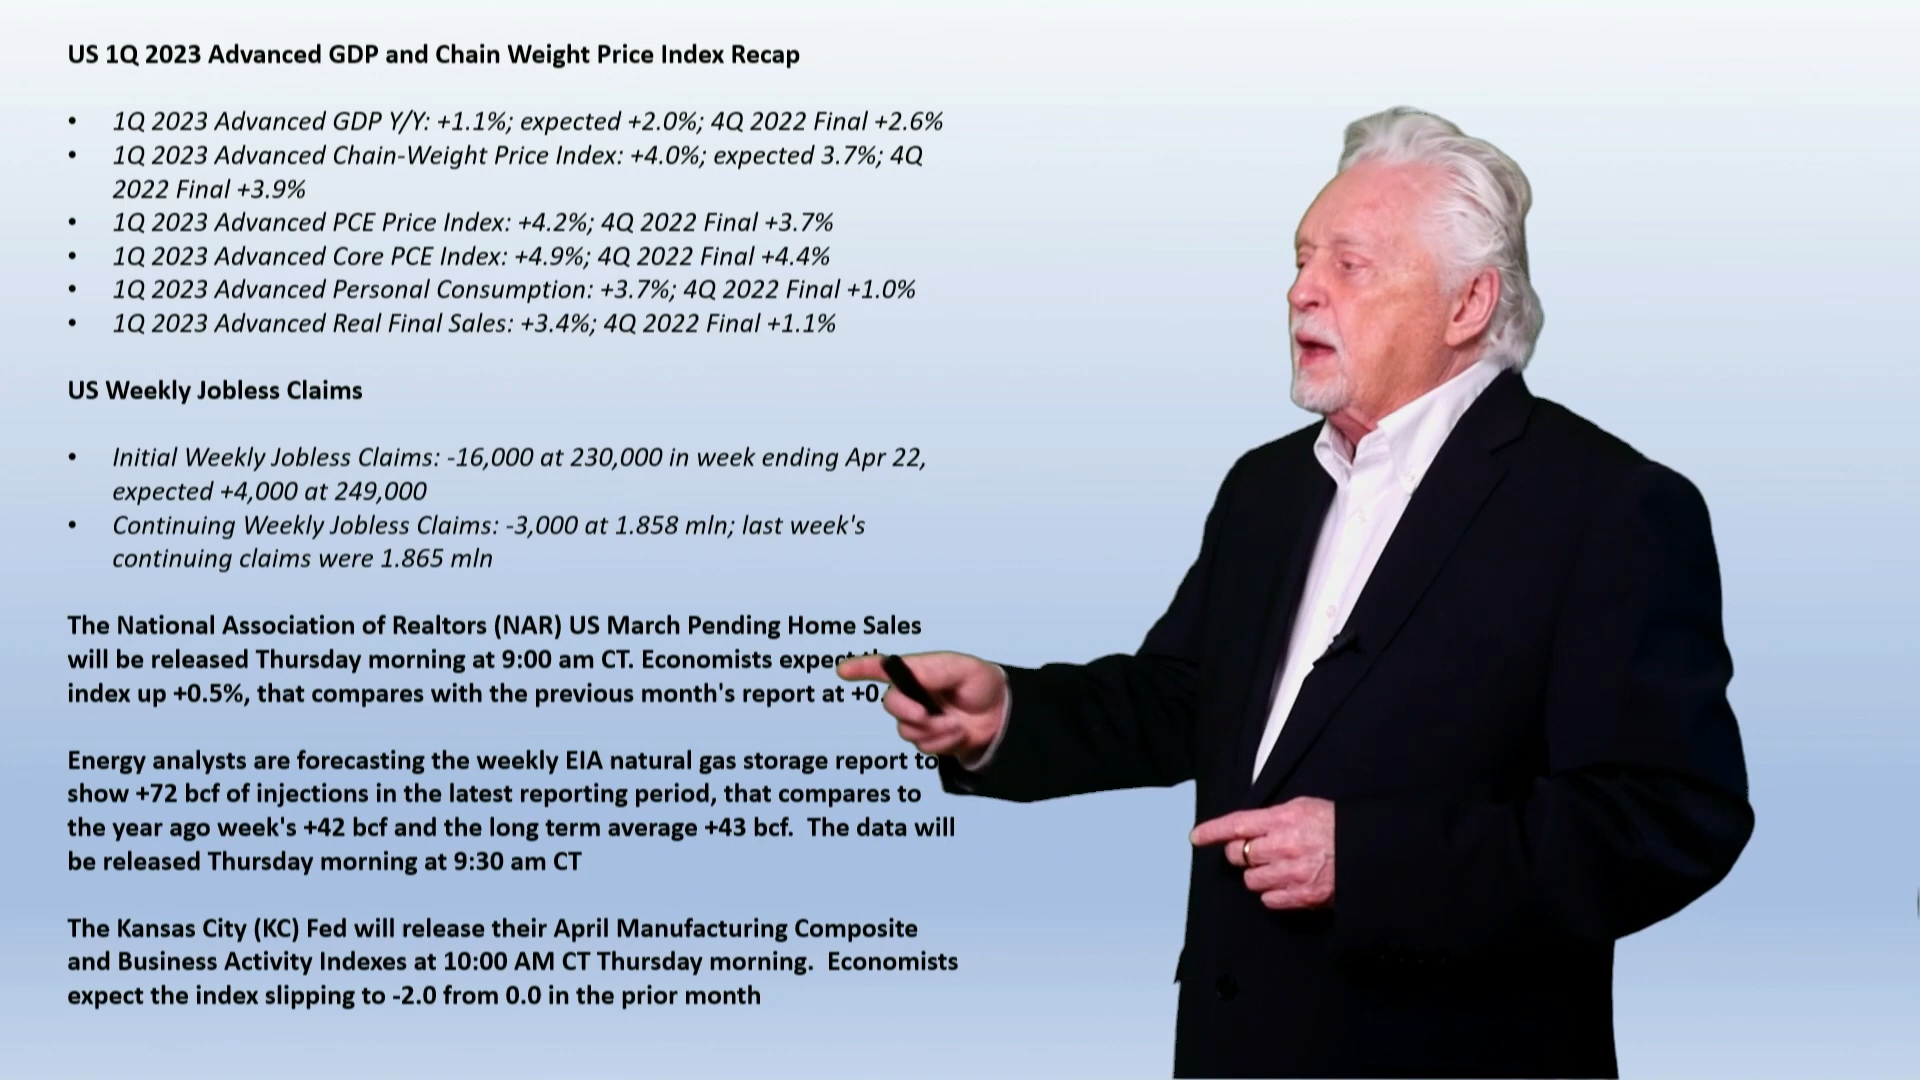 US 1Q 2023 Advanced GDP and Chain Weight Price Index Recap
• 1Q 2023 Advanced GDP Y/Y: +1.1%; expected +2.0%; 4Q 2022 Final +2.6%
• 1Q 2023 Advanced Chain-Weight Price Index: +4.0%; expected 3.7%; 4Q
2022 Final +3.9%
• 1Q 2023 Advanced PCE Price Index: +4.2%; 4Q 2022 Final +3.7%
• 1Q 2023 Advanced Core PCE Index: +4.9%; 4Q 2022 Final +4.4%
• 1Q 2023 Advanced Personal Consumption: +3.7%; 4Q 2022 Final +1.0%
• 1Q 2023 Advanced Real Final Sales: +3.4%; 4Q 2022 Final +1.1%
US Weekly Jobless Claims
• Initial Weekly Jobless Claims: -16,000 at 230,000 in week ending Apr 22,
expected +4,000 at 249,000
• Continuing Weekly Jobless Claims: -3,000 at 1.858 mln; last week's
continuing claims were 1.865 mln
The National Association of Realtors (NAR) US March Pending Home Sales
will be released Thursday morning at 9:00 am CT. Economists
index up +0.5%, that compares with the previous month's report at
Energy analysts are forecasting the weekly EIA natural gas storage report to
show +72 bcf of injections in the latest reporting period, that compares to
the year ago week's +42 bcf and the long term average +43 bcf.  The data will
be released Thursday morning at 9:30 am CT
The Kansas City (KC) Fed will release their April Manufacturing Composite
and Business Activity Indexes at 10:00 AM CT Thursday morning.  Economists
expect the index slipping to -2.0 from 0.0 in the prior month